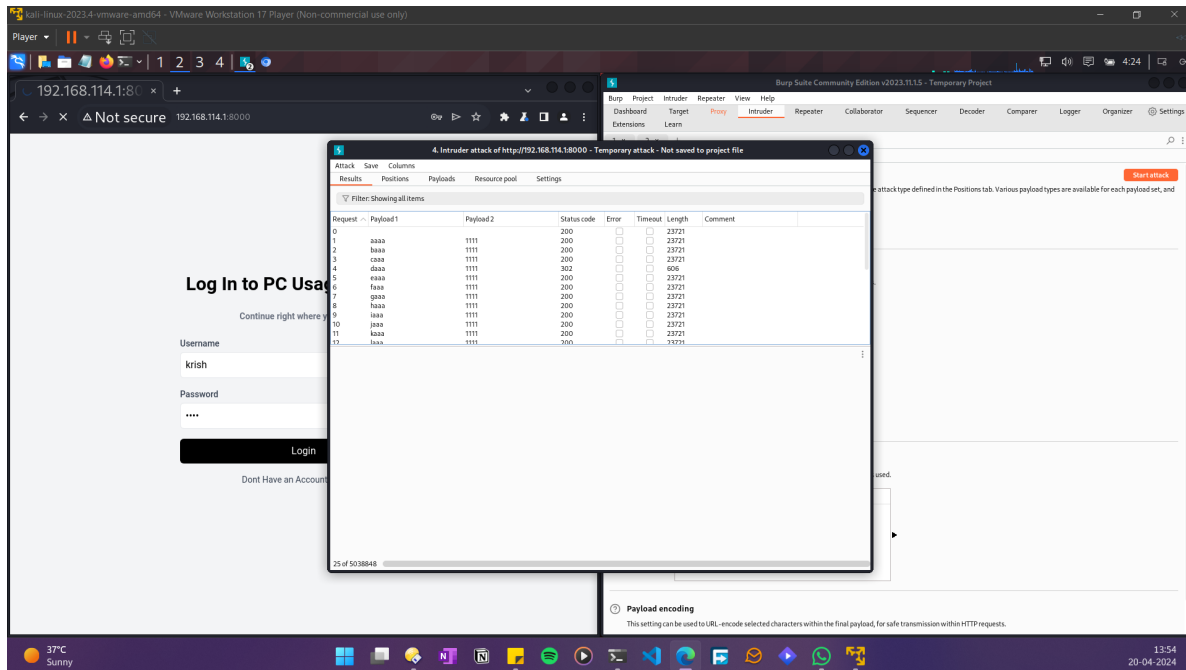 kali-linux-2023.4-vmware-amd64 - VMware Workstation 17 Player (Non-commercial use only)
Player
1 2 3 4 4:24
192.168.114.1:80
Not secure 192.168.114.1:8000
Burp Suite Community Edition v2023.11.1.5 - Temporary Project
Burp Project Intruder Repeater View Help
Dashboard Target Proxy Intruder Repeater Collaborator Sequencer Decoder Comparer Logger Organizer Settings
Extensions Learn
4. Intruder attack of http://192.168.114.1:8000 - Temporary attack - Not saved to project file
Attack Save Columns
Results Positions Payloads Resource pool Settings
Filter: Showing all items
Request Payload 1 Payload 2 Status code Error Timeout Length Comment
0 200 23721
1 aaaa 1111 200 23721
2 baaa 1111 200 23721
3 caaa 1111 200 23721
4 daaa 1111 302 606
5 eaaa 1111 200 23721
6 faaa 1111 200 23721
7 gaaa 1111 200 23721
8 haaa 1111 200 23721
9 iaaa 1111 200 23721
10 jaaa 1111 200 23721
11 kaaa 1111 200 23721
12 laaa 1111 200 23721
25 of 5038848
Start attack
e attack type defined in the Positions tab. Various payload types are available for each payload set, and
used.
Log In to PC Usag
Continue right where y
Username
krish
Password
••••
Login
Dont Have an Account
Payload encoding
This setting can be used to URL-encode selected characters within the final payload, for safe transmission within HTTP requests.
37°C
Sunny
13:54
20-04-2024